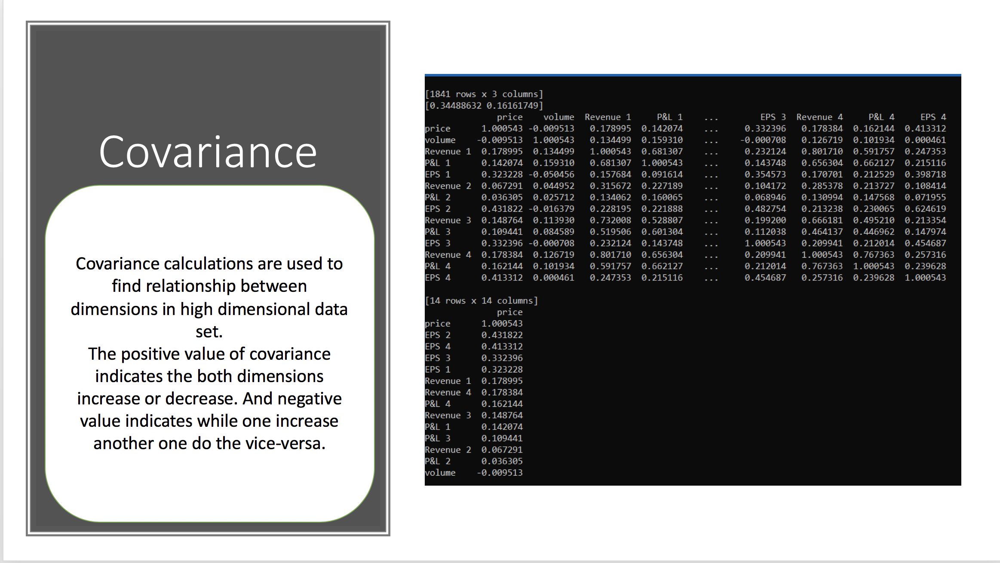 Covariance
Covariance calculations are used to
find relationship between
dimensions in high dimensional data
set.
The positive value of covariance
indicates the both dimensions
increase or decrease. And negative
value indicates while one increase
another one do the vice-versa.
[1841 rows x 3 columns]
[0.34488632 0.16161749]
price volume Revenue 1 P&L 1 ... EPS 3 Revenue 4 P&L 4 EPS 4
price 1.000543 -0.009513 0.178995 0.142074 ... 0.332396 0.178384 0.162144 0.413312
volume -0.009513 1.000543 0.134499 0.159310 ... -0.000708 0.126719 0.101934 0.000461
Revenue 1 0.178995 0.134499 1.000543 0.681307 ... 0.232124 0.801710 0.591757 0.247353
P&L 1 0.142074 0.159310 0.681307 1.000543 ... 0.143748 0.656304 0.662127 0.215116
EPS 1 0.323228 -0.050456 0.157684 0.091614 ... 0.354573 0.170701 0.212529 0.398718
Revenue 2 0.067291 0.044952 0.315672 0.227189 ... 0.104172 0.285378 0.213727 0.108414
P&L 2 0.036305 0.025712 0.134062 0.160065 ... 0.068946 0.130994 0.147568 0.071955
EPS 2 0.431822 -0.016379 0.228195 0.221888 ... 0.482754 0.213238 0.230065 0.624619
Revenue 3 0.148764 0.113930 0.732008 0.528807 ... 0.199200 0.666181 0.495210 0.213354
P&L 3 0.109441 0.084589 0.519506 0.601304 ... 0.112038 0.464137 0.446962 0.147974
EPS 3 0.332396 -0.000708 0.232124 0.143748 ... 1.000543 0.209941 0.212014 0.454687
Revenue 4 0.178384 0.126719 0.801710 0.656304 ... 0.209941 1.000543 0.767363 0.257316
P&L 4 0.162144 0.101934 0.591757 0.662127 ... 0.212014 0.767363 1.000543 0.239628
EPS 4 0.413312 0.000461 0.247353 0.215116 ... 0.454687 0.257316 0.239628 1.000543
[14 rows x 14 columns]
price
price 1.000543
EPS 2 0.431822
EPS 4 0.413312
EPS 3 0.332396
EPS 1 0.323228
Revenue 1 0.178995
Revenue 4 0.178384
P&L 4 0.162144
Revenue 3 0.148764
P&L 1 0.142074
P&L 3 0.109441
Revenue 2 0.067291
P&L 2 0.036305
volume -0.009513